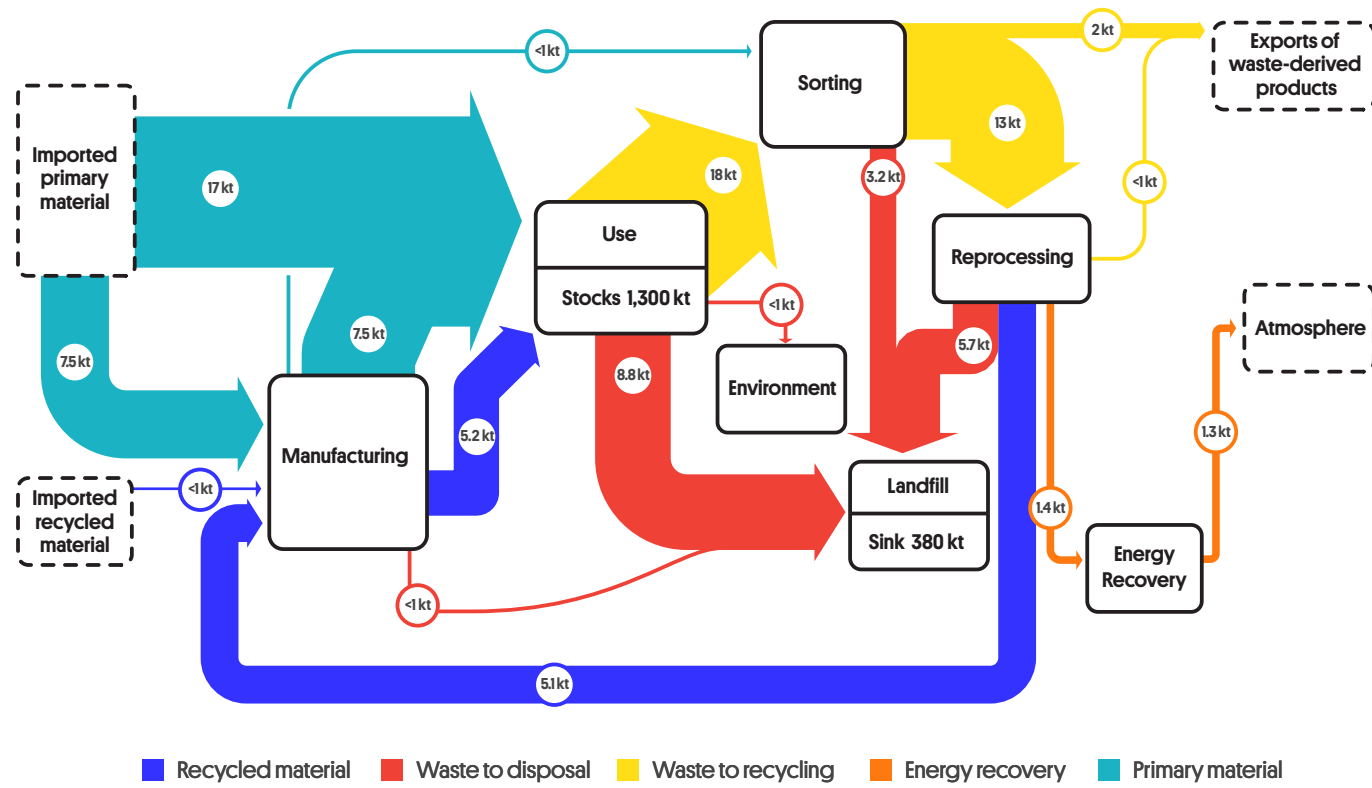 <1 kt
2 kt
Exports of
waste-derived
products
Sorting
13 kt
Imported
primary
material
17 kt
18 kt
3.2 kt
<1 kt
Use
Stocks 1,300 kt
Reprocessing
<1 kt
7.5 kt
7.5 kt
8.8 kt
Environment
5.7 kt
Atmosphere
Manufacturing
5.2 kt
1.3 kt
Imported
recycled
material
<1 kt
Landfill
Sink 380 kt
1.4 kt
Energy
Recovery
<1 kt
5.1 kt
Recycled material
Waste to disposal
Waste to recycling
Energy recovery
Primary material